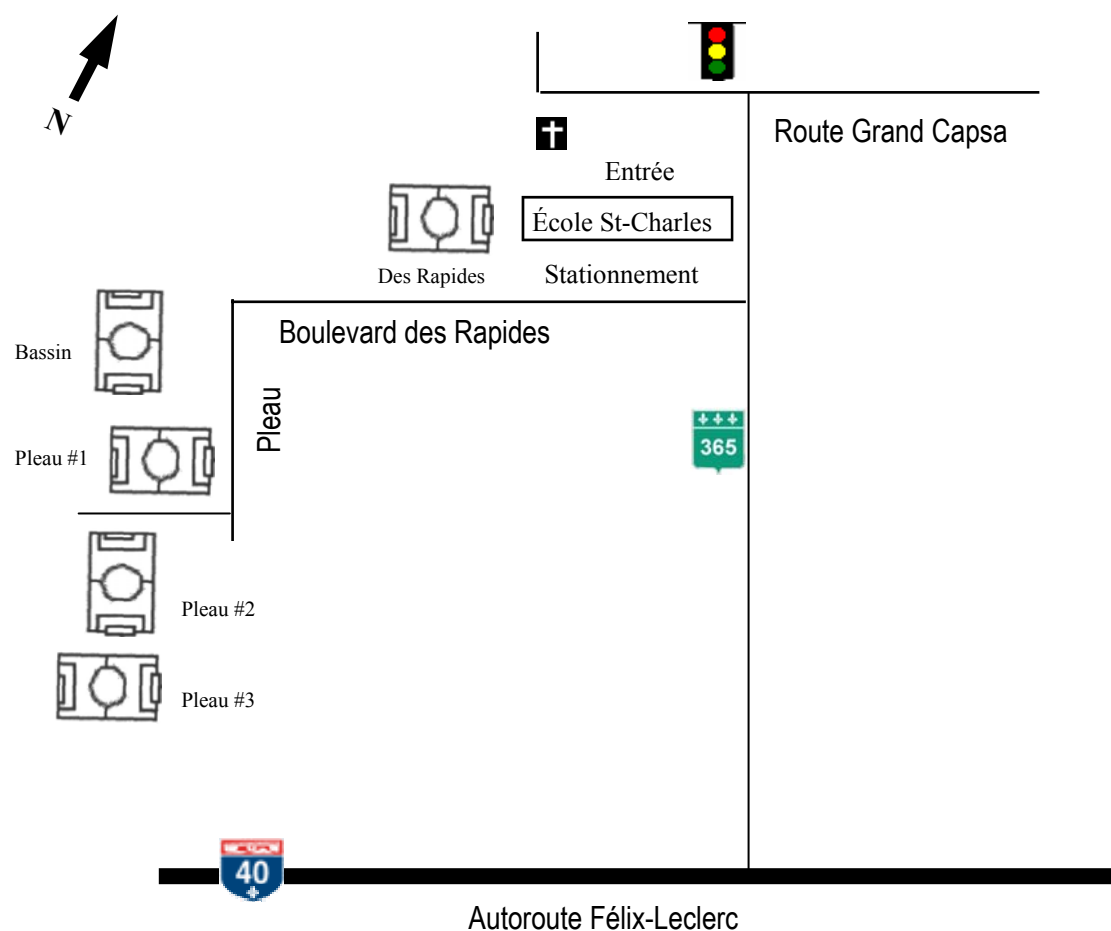 N
Route Grand Capsa
Entrée
École St-Charles
Des Rapides
Stationnement
Boulevard des Rapides
Bassin
Pleau
Pleau #1
365
Pleau #2
Pleau #3
40
Autoroute Félix-Leclerc